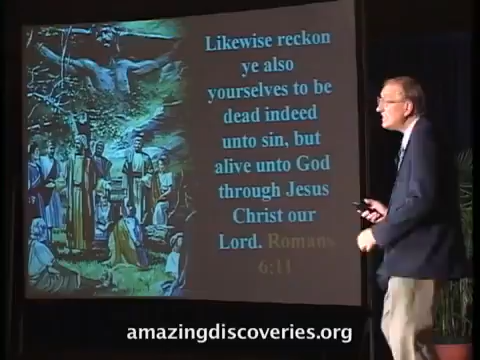 Likewise reckon
ye also
yourselves to be
dead indeed
unto sin, but
alive unto God
through Jesus
Christ our
Lord. Romans
6:11
amazingdiscoveries.org